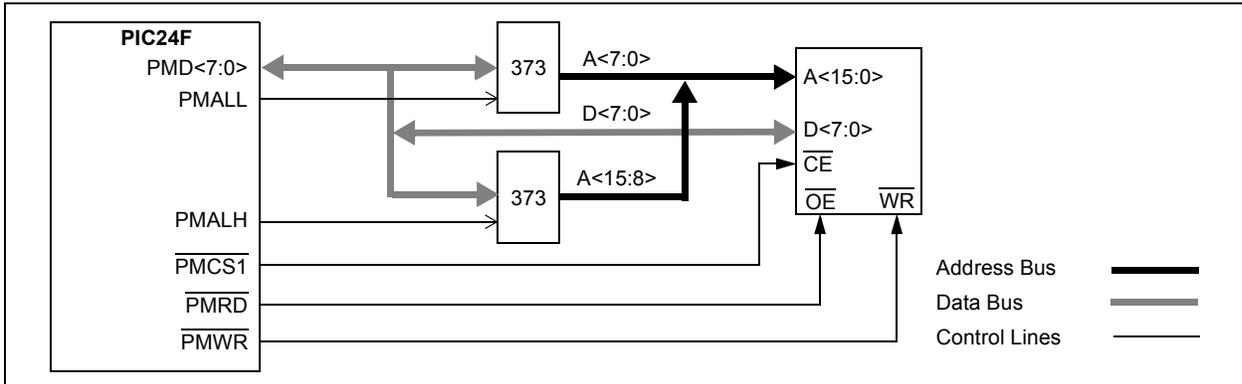 PIC24F
PMD<7:0>
PMALL
PMALH
PMCS1
PMRD
PMWR
373
373
A<7:0>
D<7:0>
A<15:8>
A<15:0>
D<7:0>
CE
OE WR
Address Bus
Data Bus
Control Lines